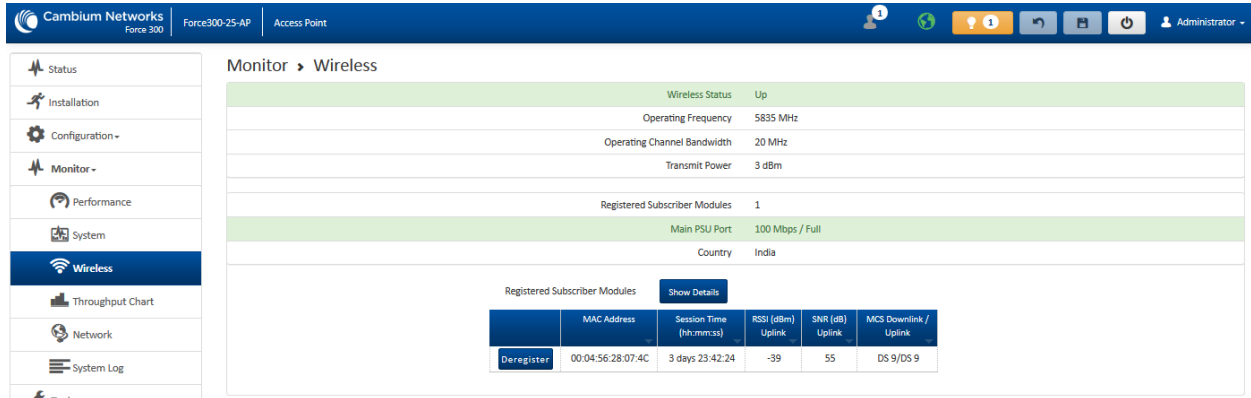 Cambium Networks
Force 300
Force300-25-AP
Access Point
1
1
Administrator
Status
Installation
Configuration
Monitor
Performance
System
Wireless
Throughput Chart
Network
System Log
Monitor > Wireless
Wireless Status Up
Operating Frequency 5835 MHz
Operating Channel Bandwidth 20 MHz
Transmit Power 3 dBm
Registered Subscriber Modules 1
Main PSU Port 100 Mbps / Full
Country India
Registered Subscriber Modules Show Details
MAC Address Session Time (hh:mm:ss) RSSI (dBm) Uplink SNR (dB) Uplink MCS Downlink / Uplink
Deregister 00:04:56:28:07:4C 3 days 23:42:24 -39 55 DS 9/DS 9